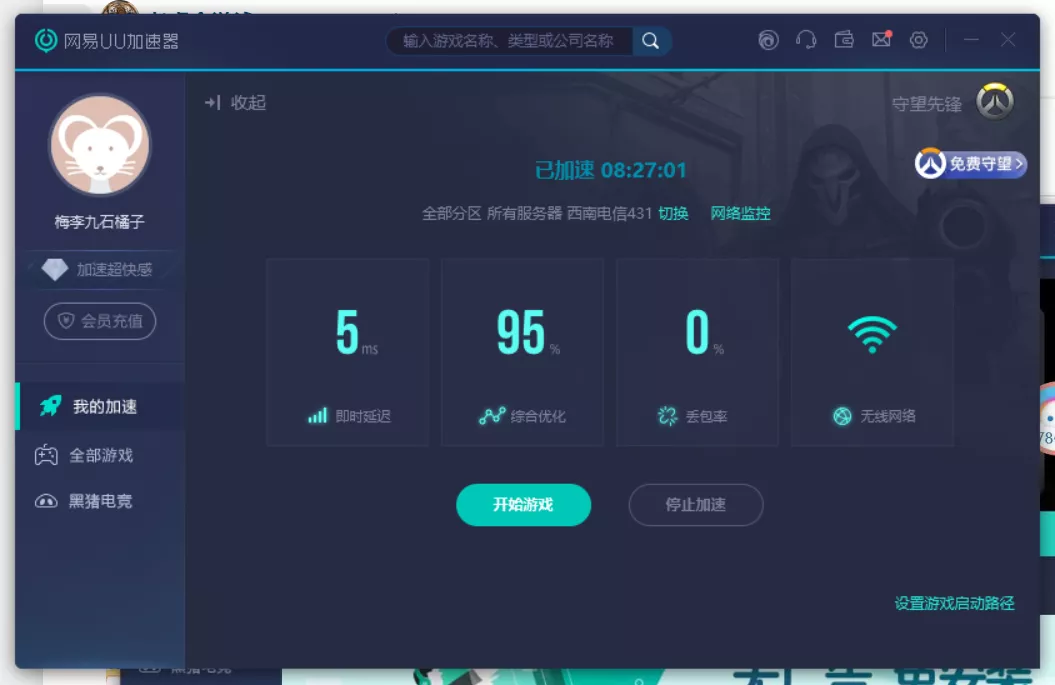 网易UU加速器
输入游戏名称、类型或公司名称
收起
守望先锋
免费守望
梅李九石橘子
已加速 08:27:01
全部分区 所有服务器 西南电信431 切换 网络监控
加速超快感
会员充值
5 ms
95 %
0 %
即时延迟
综合优化
丢包率
无线网络
我的加速
全部游戏
黑猪电竞
开始游戏
停止加速
设置游戏启动路径
黑猪电竞